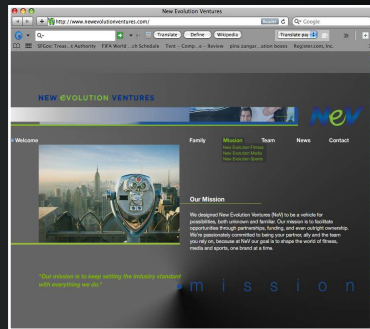 New Evolution Ventures
http://www.newevolutionventures.com/
Google
Translate
Define
Wikipedia
Translate pag
NEW eVOLUTION VENTURES
NeV
Welcome
Family
Mission
Team
News
Contact
New Evolution Fitness
New Evolution Media
New Evolution Sports
Our Mission
We designed New Evolution Ventures (NeV) to be a vehicle for
possibilities, both unknown and familiar. Our mission is to facilitate
opportunities through partnerships, funding, and even outright ownership.
We're passionately committed to being your partner, ally and the team
you rely on, because at NeV our goal is to shape the world of fitness,
media and sports, one brand at a time.
"Our mission is to keep setting the industry standard
with everything we do."
mission